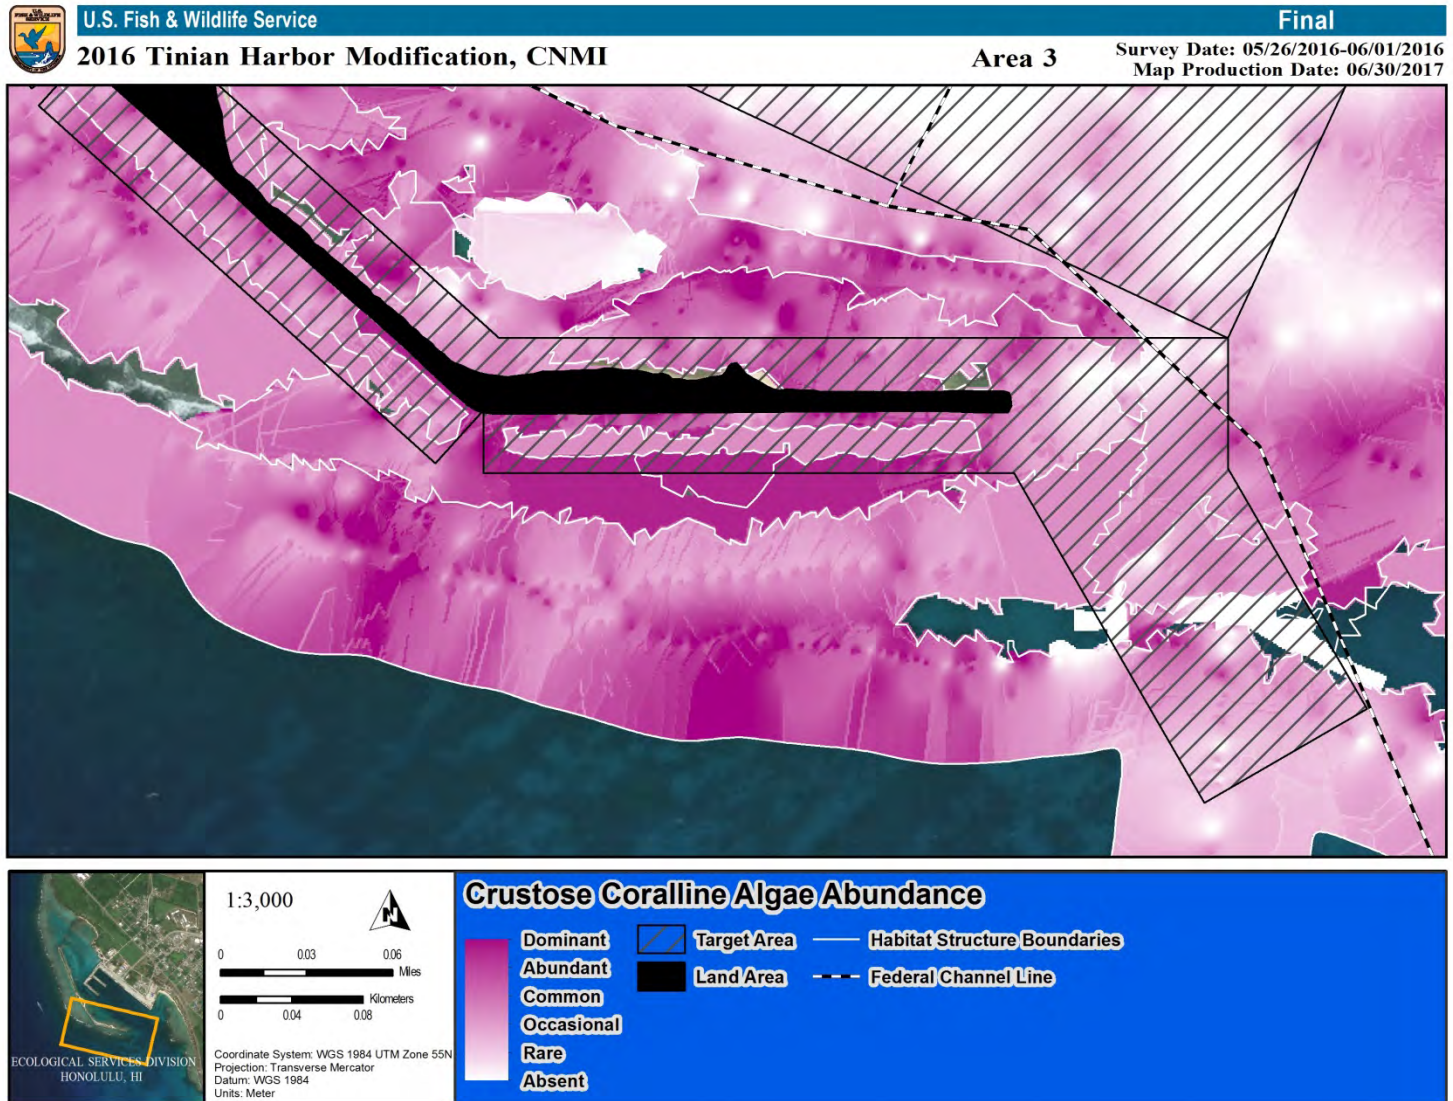 U.S.
FISH & WILDLIFE
SERVICE
U.S. Fish & Wildlife Service
Final
2016 Tinian Harbor Modification, CNMI
Area 3
Survey Date: 05/26/2016-06/01/2016
Map Production Date: 06/30/2017
ECOLOGICAL SERVICES DIVISION
HONOLULU, HI
1:3,000
N
0 0.03 0.06
Miles
Kilometers
0 0.04 0.08
Coordinate System: WGS 1984 UTM Zone 55N
Projection: Transverse Mercator
Datum: WGS 1984
Units: Meter
Crustose Coralline Algae Abundance
Dominant
Abundant
Common
Occasional
Rare
Absent
Target Area
Land Area
Habitat Structure Boundaries
Federal Channel Line